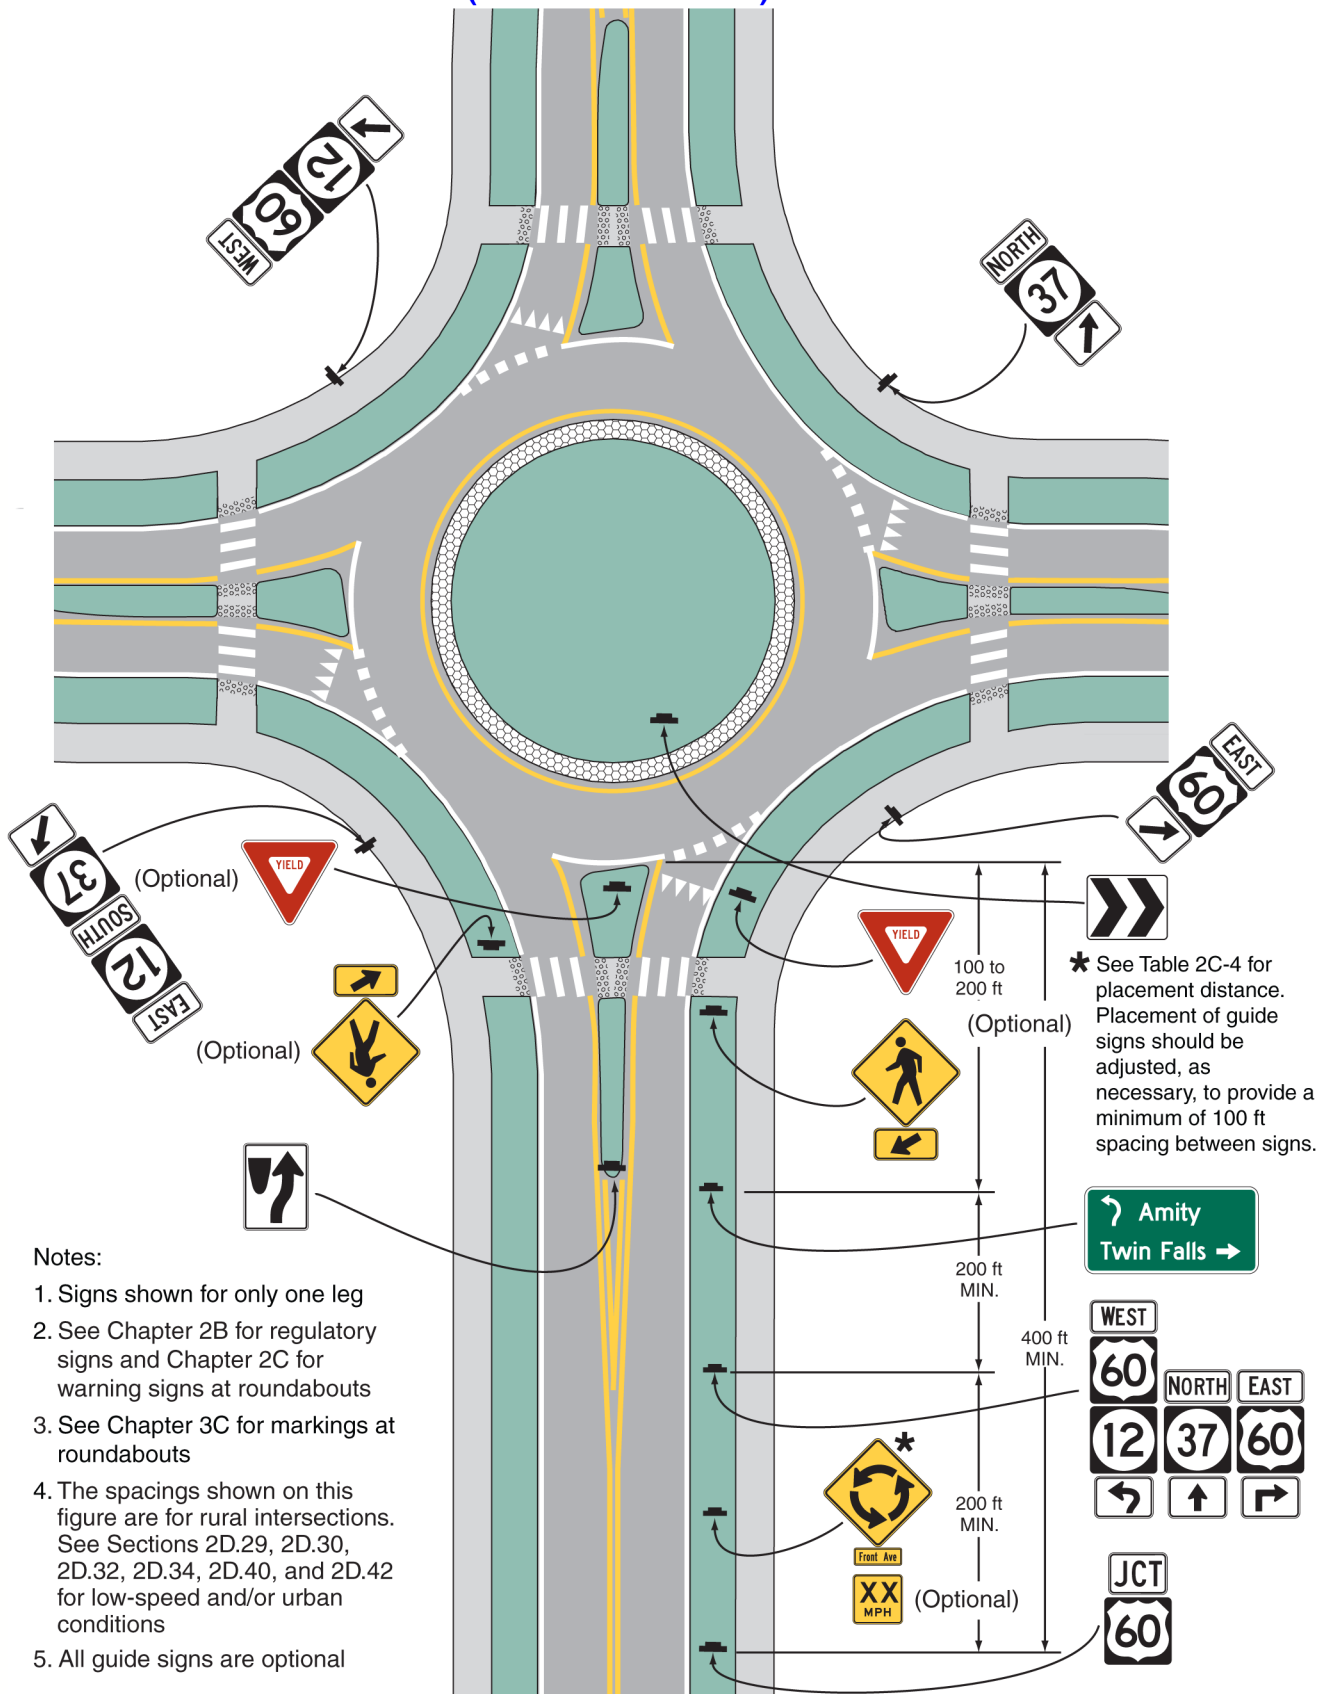 12
60
WEST
NORTH
37
EAST
60
37
SOUTH
12
EAST
(Optional)
YIELD
(Optional)
YIELD
100 to
200 ft
(Optional)
* See Table 2C-4 for
placement distance.
Placement of guide
signs should be
adjusted, as
necessary, to provide a
minimum of 100 ft
spacing between signs.
Amity
Twin Falls
200 ft
MIN.
400 ft
MIN.
WEST
60
12
NORTH
37
EAST
60
*
Front Ave
XX
MPH
(Optional)
200 ft
MIN.
JCT
60
Notes:
1. Signs shown for only one leg
2. See Chapter 2B for regulatory
signs and Chapter 2C for
warning signs at roundabouts
3. See Chapter 3C for markings at
roundabouts
4. The spacings shown on this
figure are for rural intersections.
See Sections 2D.29, 2D.30,
2D.32, 2D.34, 2D.40, and 2D.42
for low-speed and/or urban
conditions
5. All guide signs are optional